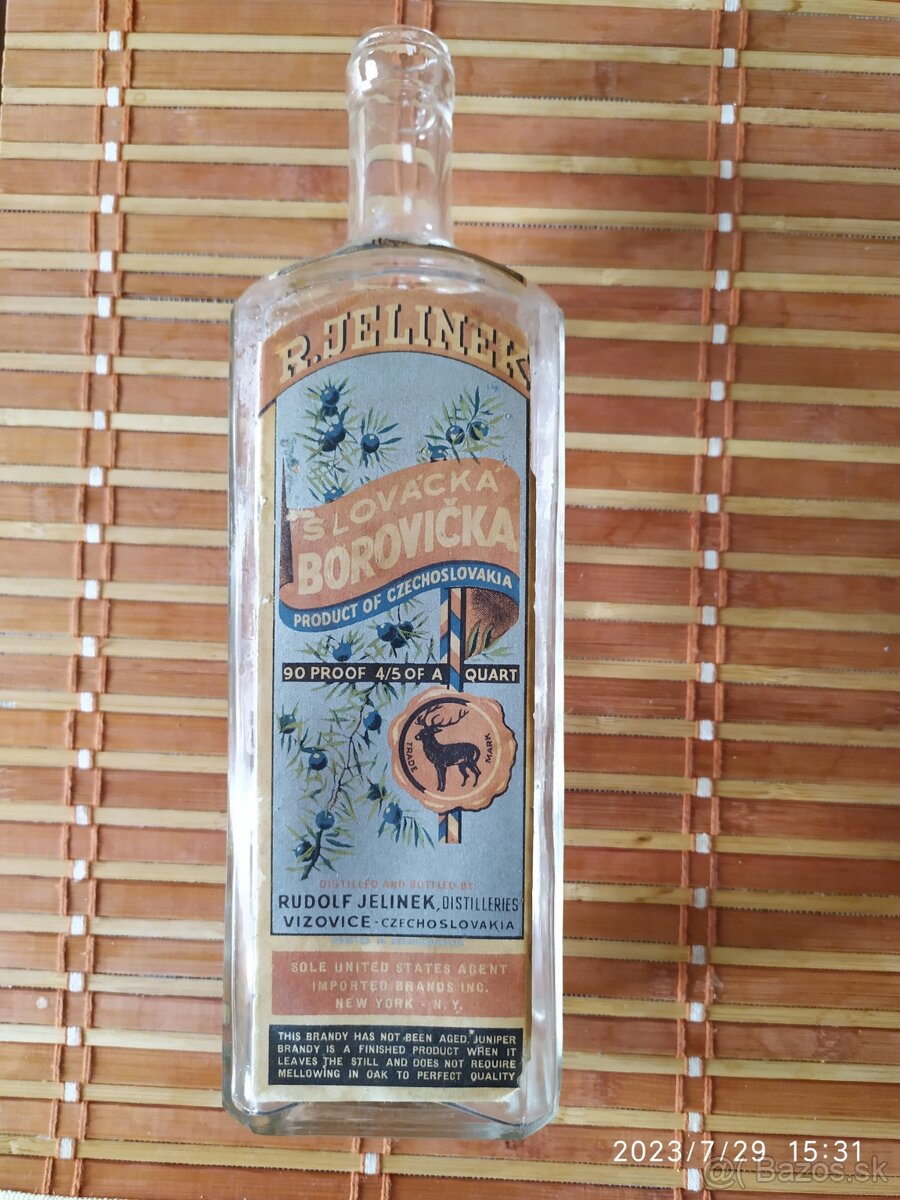 R. JELINEK
SLOVÁCKÁ
BOROVIČKA
PRODUCT OF CZECHOSLOVAKIA
90 PROOF 4/5 OF A QUART
TRADE MARK
DISTILLED AND BOTTLED BY:
RUDOLF JELINEK, DISTILLERIES
VIZOVICE - CZECHOSLOVAKIA
SOLE UNITED STATES AGENT
IMPORTED BRANDS INC.
NEW YORK - N.Y.
THIS BRANDY HAS NOT BEEN AGED. JUNIPER
BRANDY IS A FINISHED PRODUCT WHEN IT
LEAVES THE STILL AND DOES NOT REQUIRE
MELLOWING IN OAK TO PERFECT QUALITY
2023/7/29 15:31
Bazos.sk